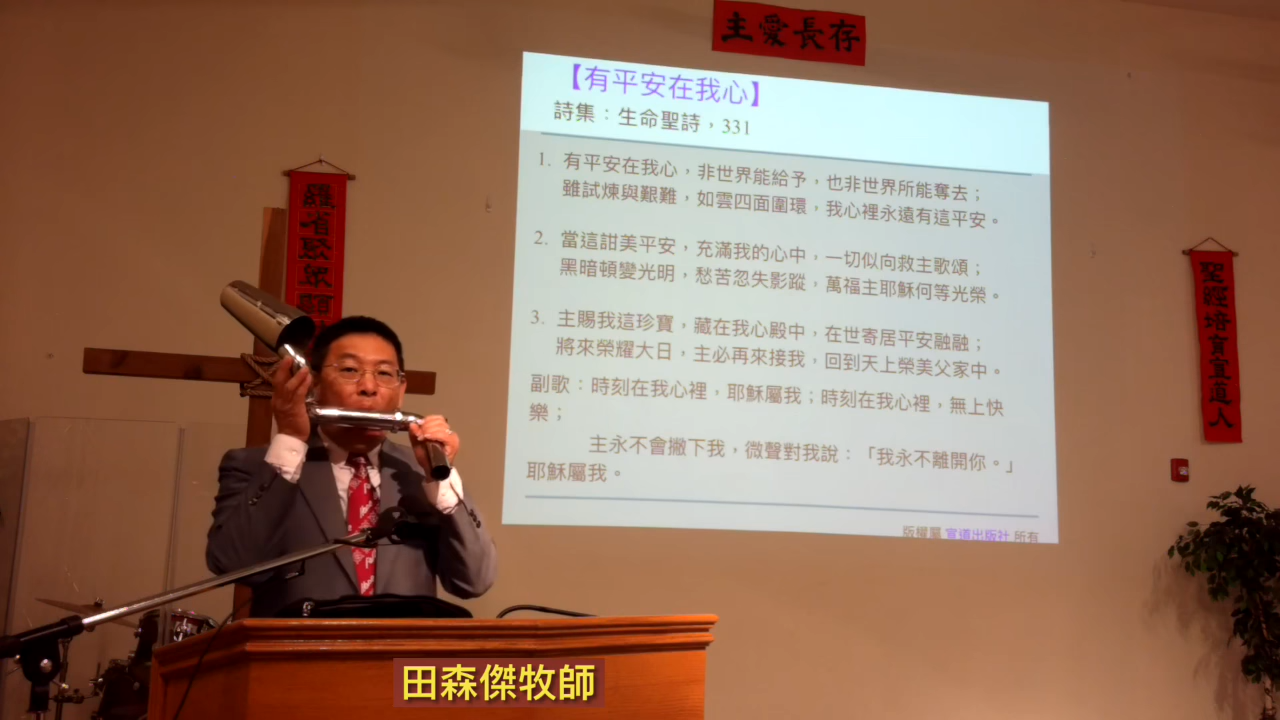 主愛長存
【有平安在我心】
詩集：生命聖詩，331
1. 有平安在我心，非世界能給予，也非世界所能奪去；
雖試煉與艱難，如雲四面圍環，我心裡永遠有這平安。
2. 當這甜美平安，充滿我的心中，一切似向救主歌頌；
黑暗頓變光明，愁苦忽失影蹤，萬福主耶穌何等光榮。
3. 主賜我這珍寶，藏在我心殿中，在世寄居平安融融；
將來榮耀大日，主必再來接我，回到天上榮美父家中。
副歌：時刻在我心裡，耶穌屬我；時刻在我心裡，無上快
樂；
主永不會撇下我，微聲對我說：「我永不離開你。」
耶穌屬我。
版權屬 宣道出版社 所有
羅省聚眾頌
聖經培育宣道人
田森傑牧師